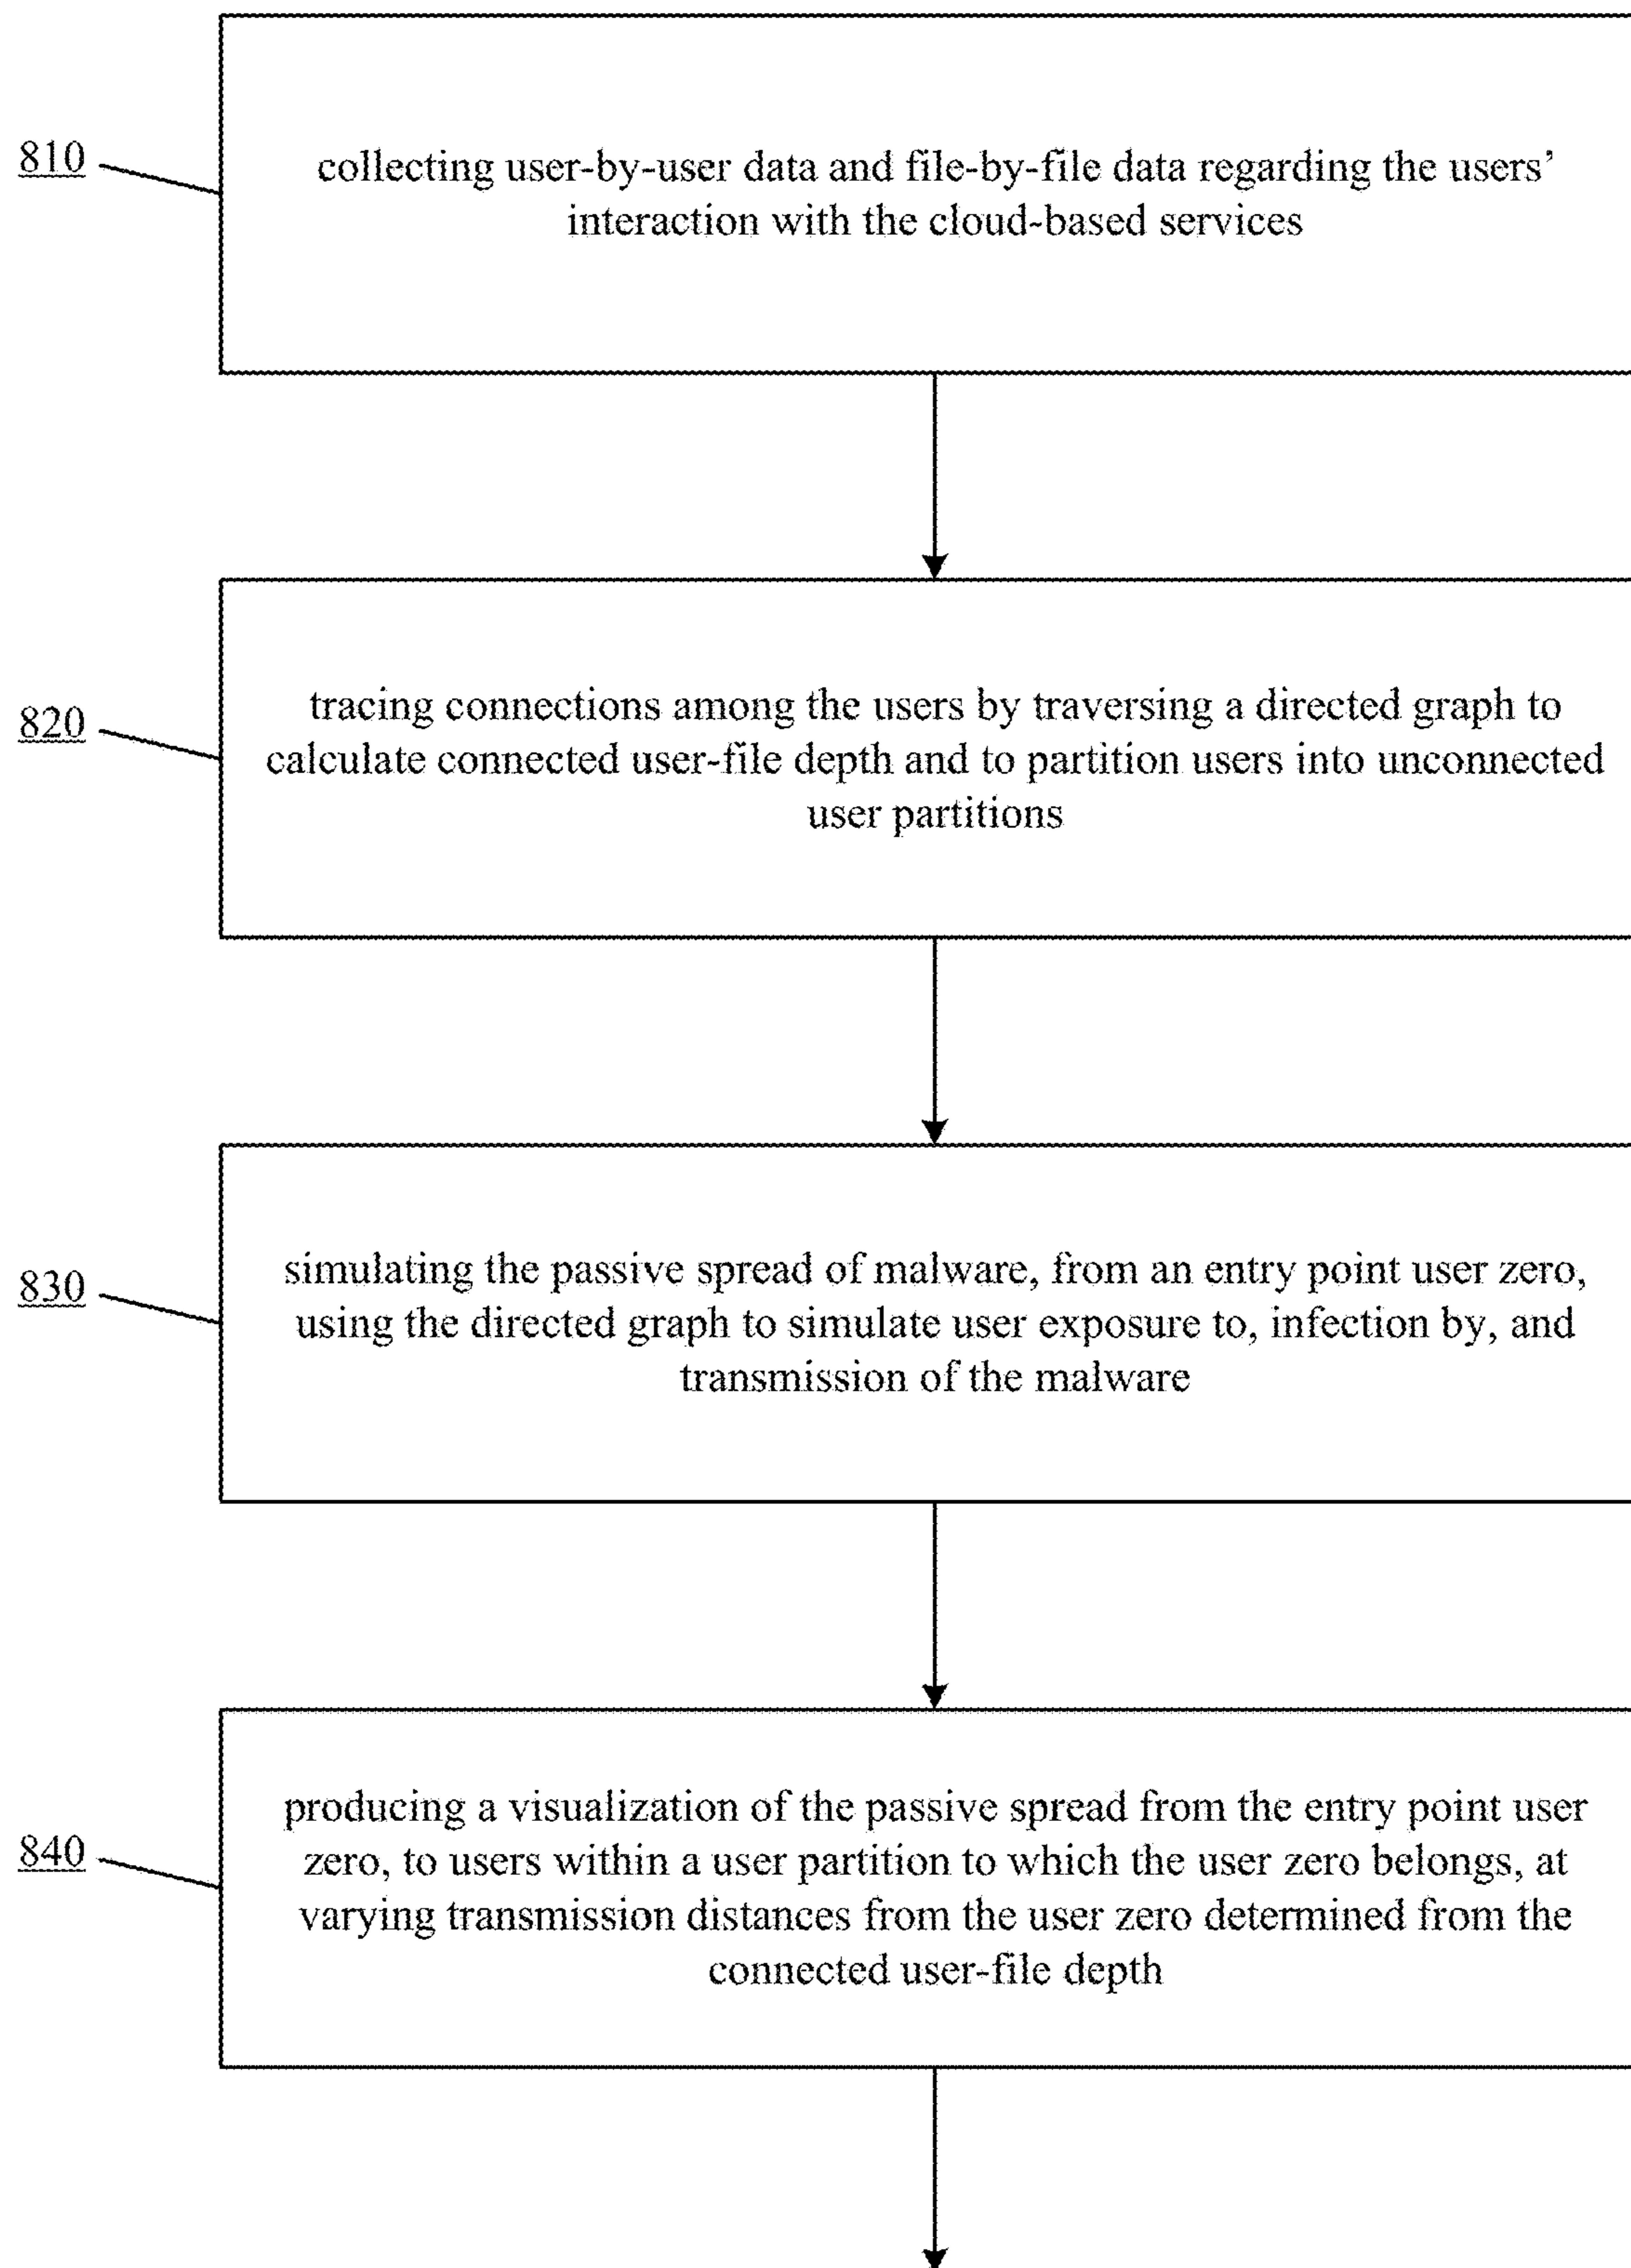 810
collecting user-by-user data and file-by-file data regarding the users'
interaction with the cloud-based services
820
tracing connections among the users by traversing a directed graph to
calculate connected user-file depth and to partition users into unconnected
user partitions
830
simulating the passive spread of malware, from an entry point user zero,
using the directed graph to simulate user exposure to, infection by, and
transmission of the malware
840
producing a visualization of the passive spread from the entry point user
zero, to users within a user partition to which the user zero belongs, at
varying transmission distances from the user zero determined from the
connected user-file depth